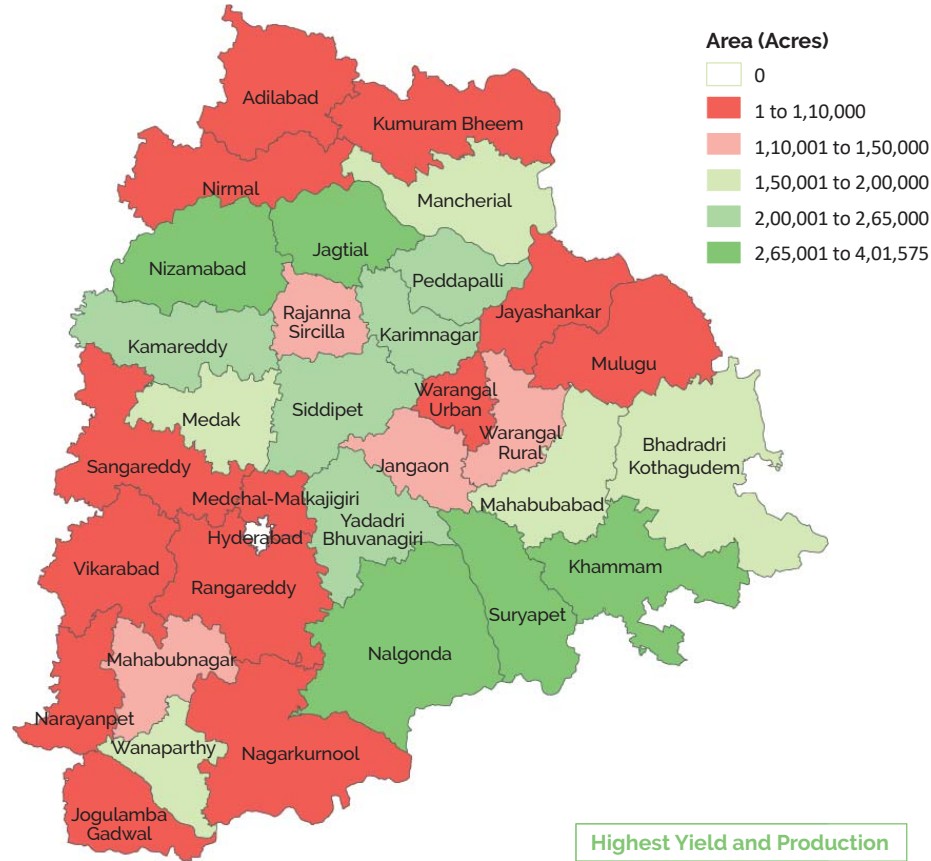 Area (Acres)
0
1 to 1,10,000
1,10,001 to 1,50,000
1,50,001 to 2,00,000
2,00,001 to 2,65,000
2,65,001 to 4,01,575
Adilabad
Kumuram Bheem
Nirmal
Mancherial
Nizamabad
Jagtial
Peddapalli
Rajanna
Sircilla
Jayashankar
Karimnagar
Kamareddy
Mulugu
Warangal
Urban
Siddipet
Medak
Warangal
Rural
Bhadradri
Kothagudem
Jangaon
Sangareddy
Medchal-Malkajigiri
Mahabubabad
Yadadri
Bhuvanagiri
Hyderabad
Vikarabad
Khammam
Rangareddy
Suryapet
Nalgonda
Mahabubnagar
Narayanpet
Wanaparthy
Nagarkurnool
Jogulamba
Gadwal
Highest Yield and Production